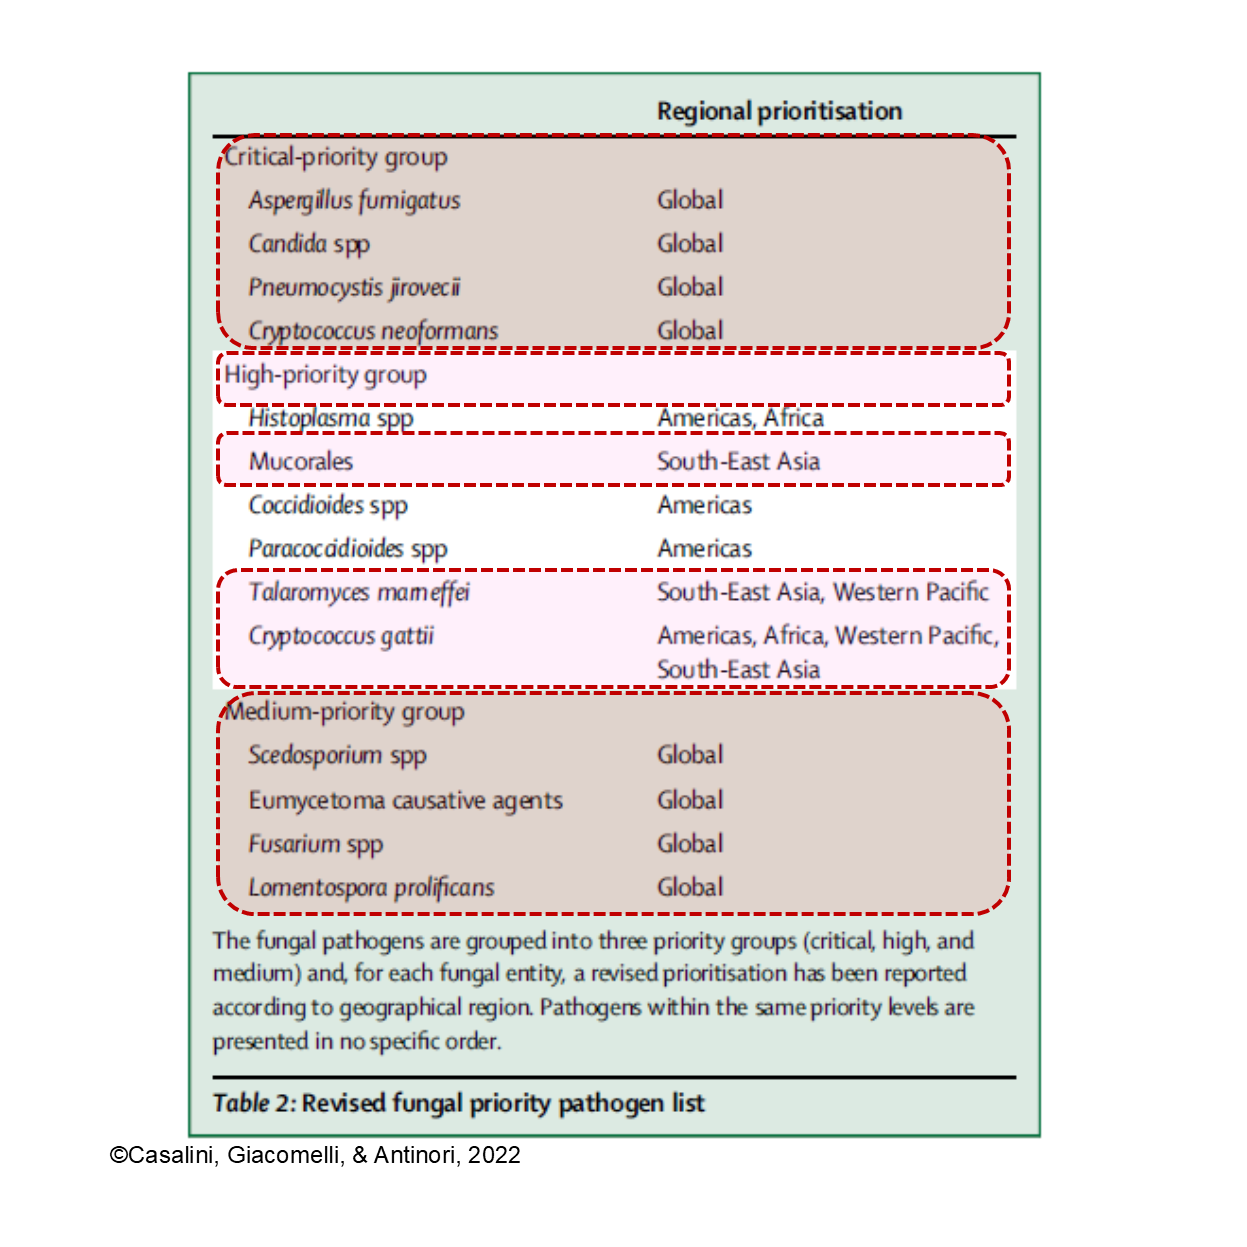 Regional prioritisation
Critical-priority group
Aspergillus fumigatus Global
Candida spp Global
Pneumocystis jirovecii Global
Cryptococcus neoformans Global
High-priority group
Histoplasma spp Americas, Africa
Mucorales South-East Asia
Coccidioides spp Americas
Paracoccidioides spp Americas
Talaromyces marneffei South-East Asia, Western Pacific
Cryptococcus gattii Americas, Africa, Western Pacific,
South-East Asia
Medium-priority group
Scedosporium spp Global
Eumycetoma causative agents Global
Fusarium spp Global
Lomentospora prolificans Global
The fungal pathogens are grouped into three priority groups (critical, high, and
medium) and, for each fungal entity, a revised prioritisation has been reported
according to geographical region. Pathogens within the same priority levels are
presented in no specific order.
Table 2: Revised fungal priority pathogen list
©Casalini, Giacomelli, & Antinori, 2022